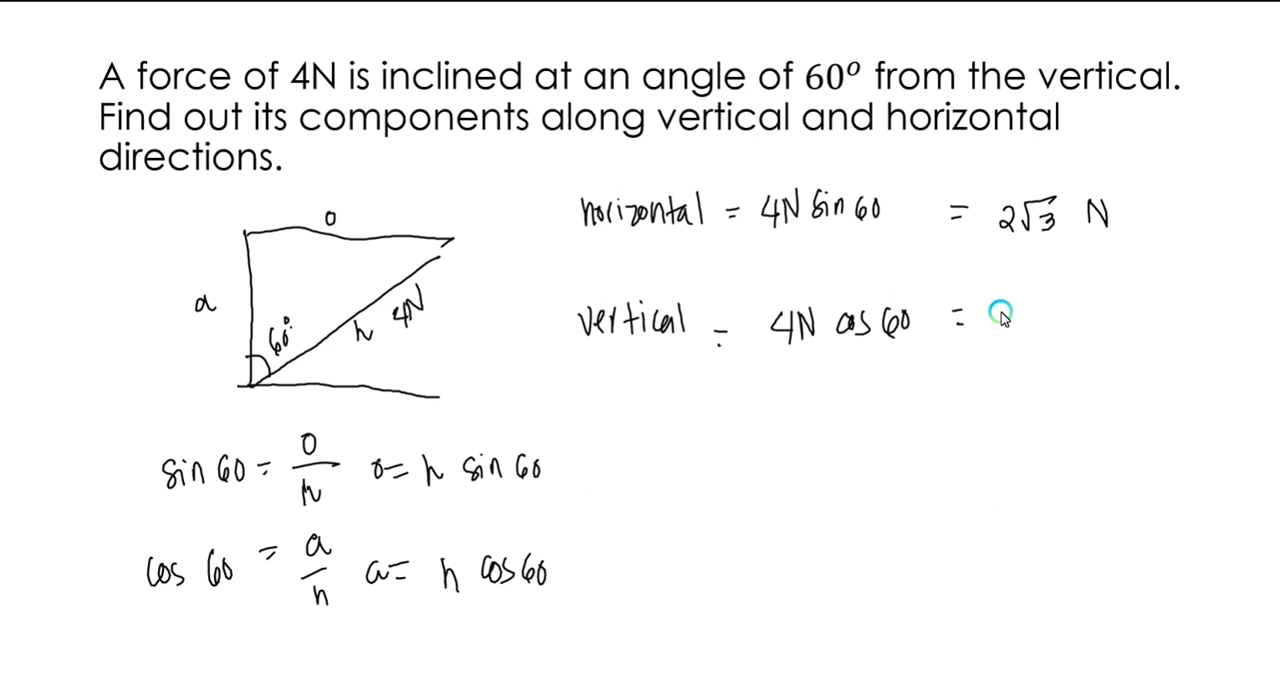 A force of 4N is inclined at an angle of 60⁰ from the vertical.
Find out its components along vertical and horizontal
directions.
o
a
60°
h 4N
horizontal = 4N sin 60 = 2√3 N
vertical = 4N cos 60 =
sin 60 = o/h o = h sin 60
cos 60 = a/h a = h cos 60